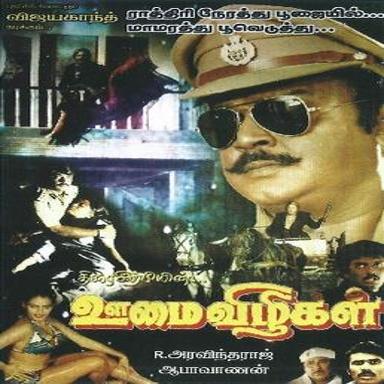 விஜயகாந்த்
ராத்திரி நேரத்து பூஜையில்...
மாமரத்து பூவெடுத்து...
ஊமை விழிகள்
R. அரவிந்தராஜ்
ஆபாவாணன்